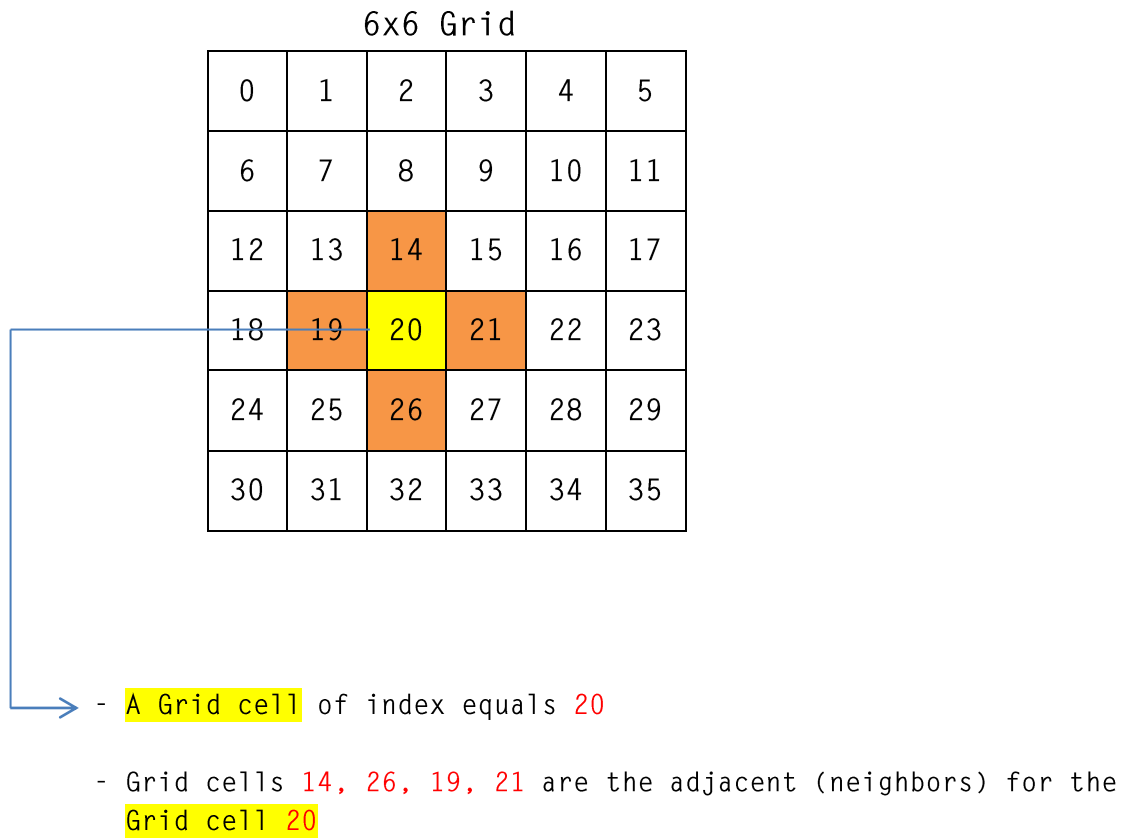 6x6 Grid
0 1 2 3 4 5
6 7 8 9 10 11
12 13 14 15 16 17
18 19 20 21 22 23
24 25 26 27 28 29
30 31 32 33 34 35
- A Grid cell of index equals 20
- Grid cells 14, 26, 19, 21 are the adjacent (neighbors) for the
Grid cell 20